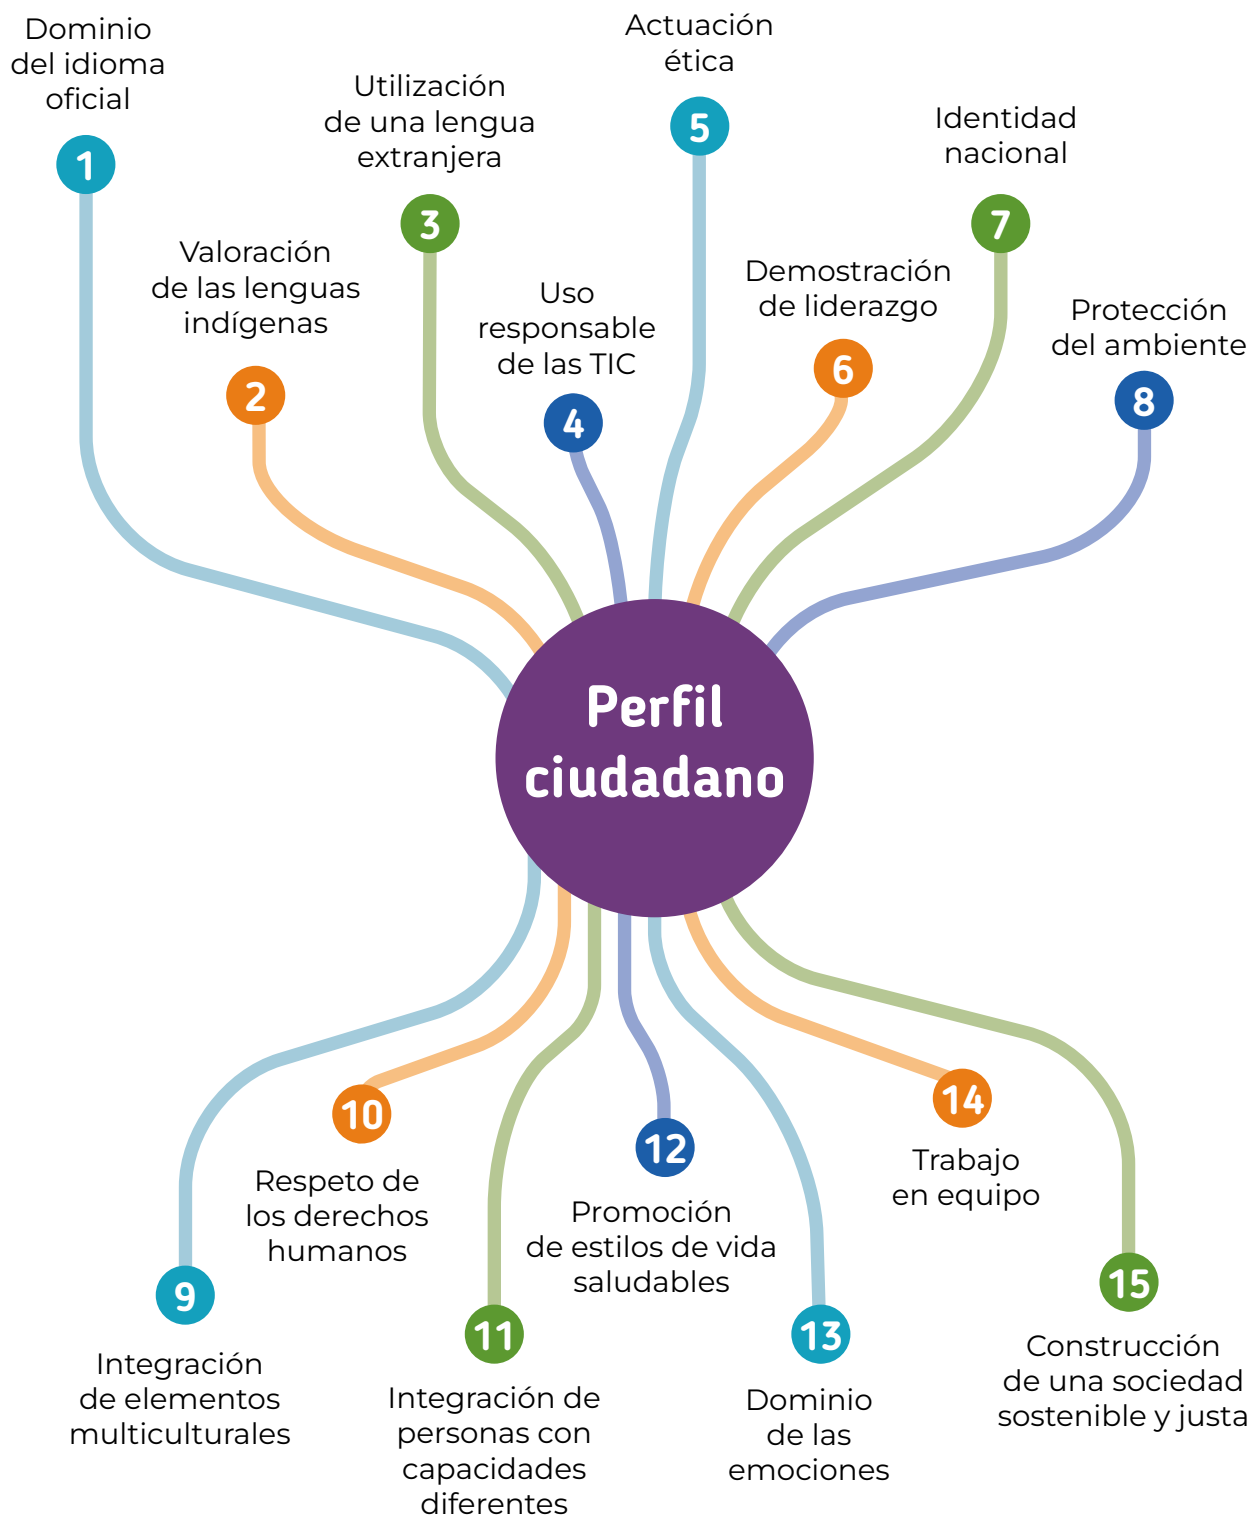 Dominio
del idioma
oficial
1
Valoración
de las lenguas
indígenas
2
Utilización
de una lengua
extranjera
3
Uso
responsable
de las TIC
4
Actuación
ética
5
Demostración
de liderazgo
6
Identidad
nacional
7
Protección
del ambiente
8
Perfil
ciudadano
9
Integración
de elementos
multiculturales
10
Respeto de
los derechos
humanos
11
Integración de
personas con
capacidades
diferentes
12
Promoción
de estilos de vida
saludables
13
Dominio
de las
emociones
14
Trabajo
en equipo
15
Construcción
de una sociedad
sostenible y justa